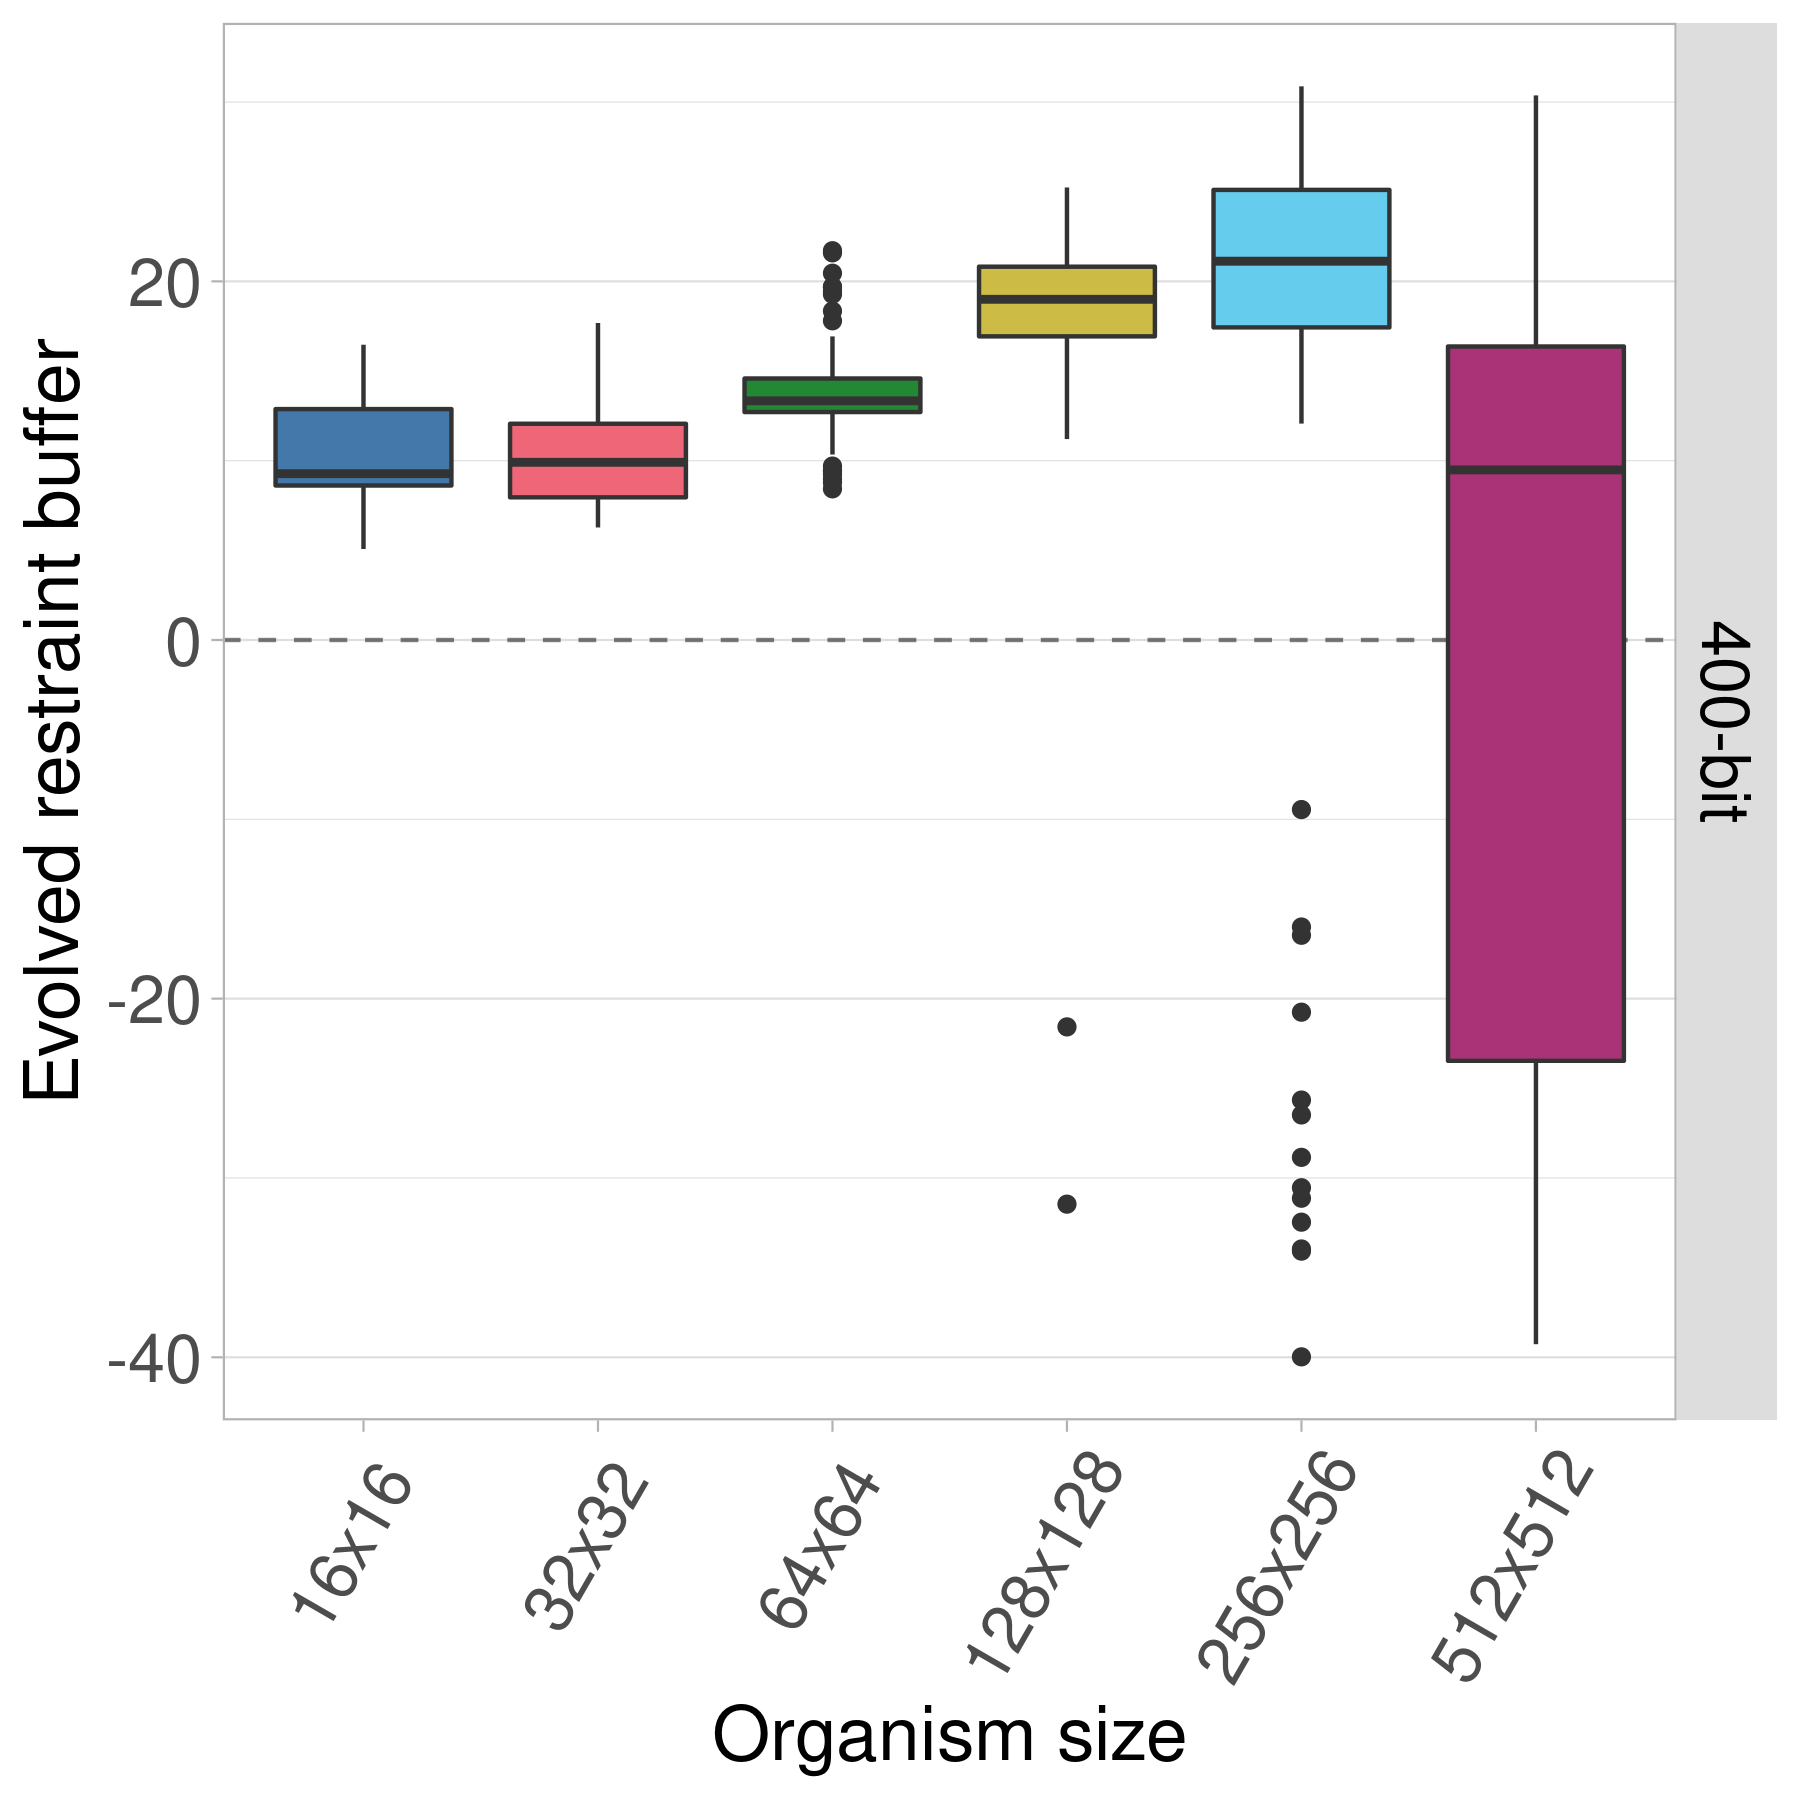 Evolved restraint buffer
20
0
-20
-40
400-bit
16x16
32x32
64x64
128x128
256x256
512x512
Organism size